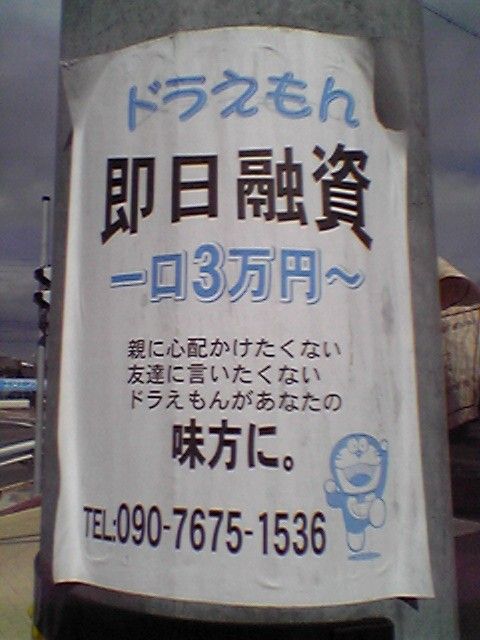 ドラえもん
即日融資
一口3万円～
親に心配かけたくない
友達に言いたくない
ドラえもんがあなたの
味方に。
TEL:090-7675-1536